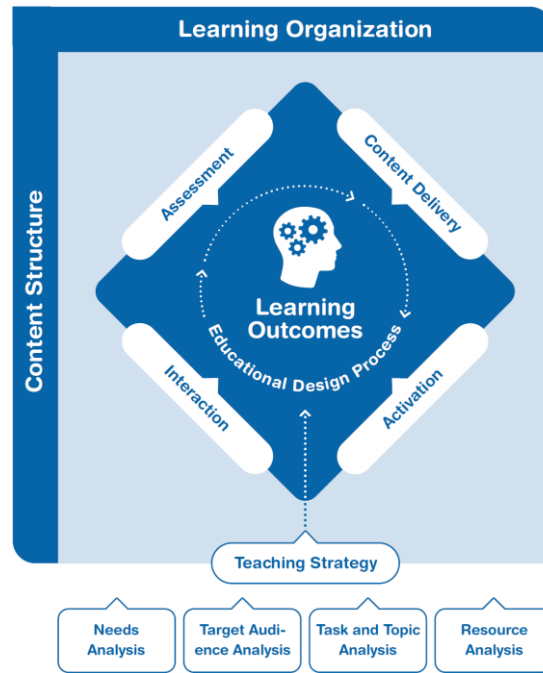 Learning Organization
Content Structure
Assessment
Content Delivery
Learning
Outcomes
Educational Design Process
Interaction
Activation
Teaching Strategy
Needs
Analysis
Target Audi-
ence Analysis
Task and Topic
Analysis
Resource
Analysis